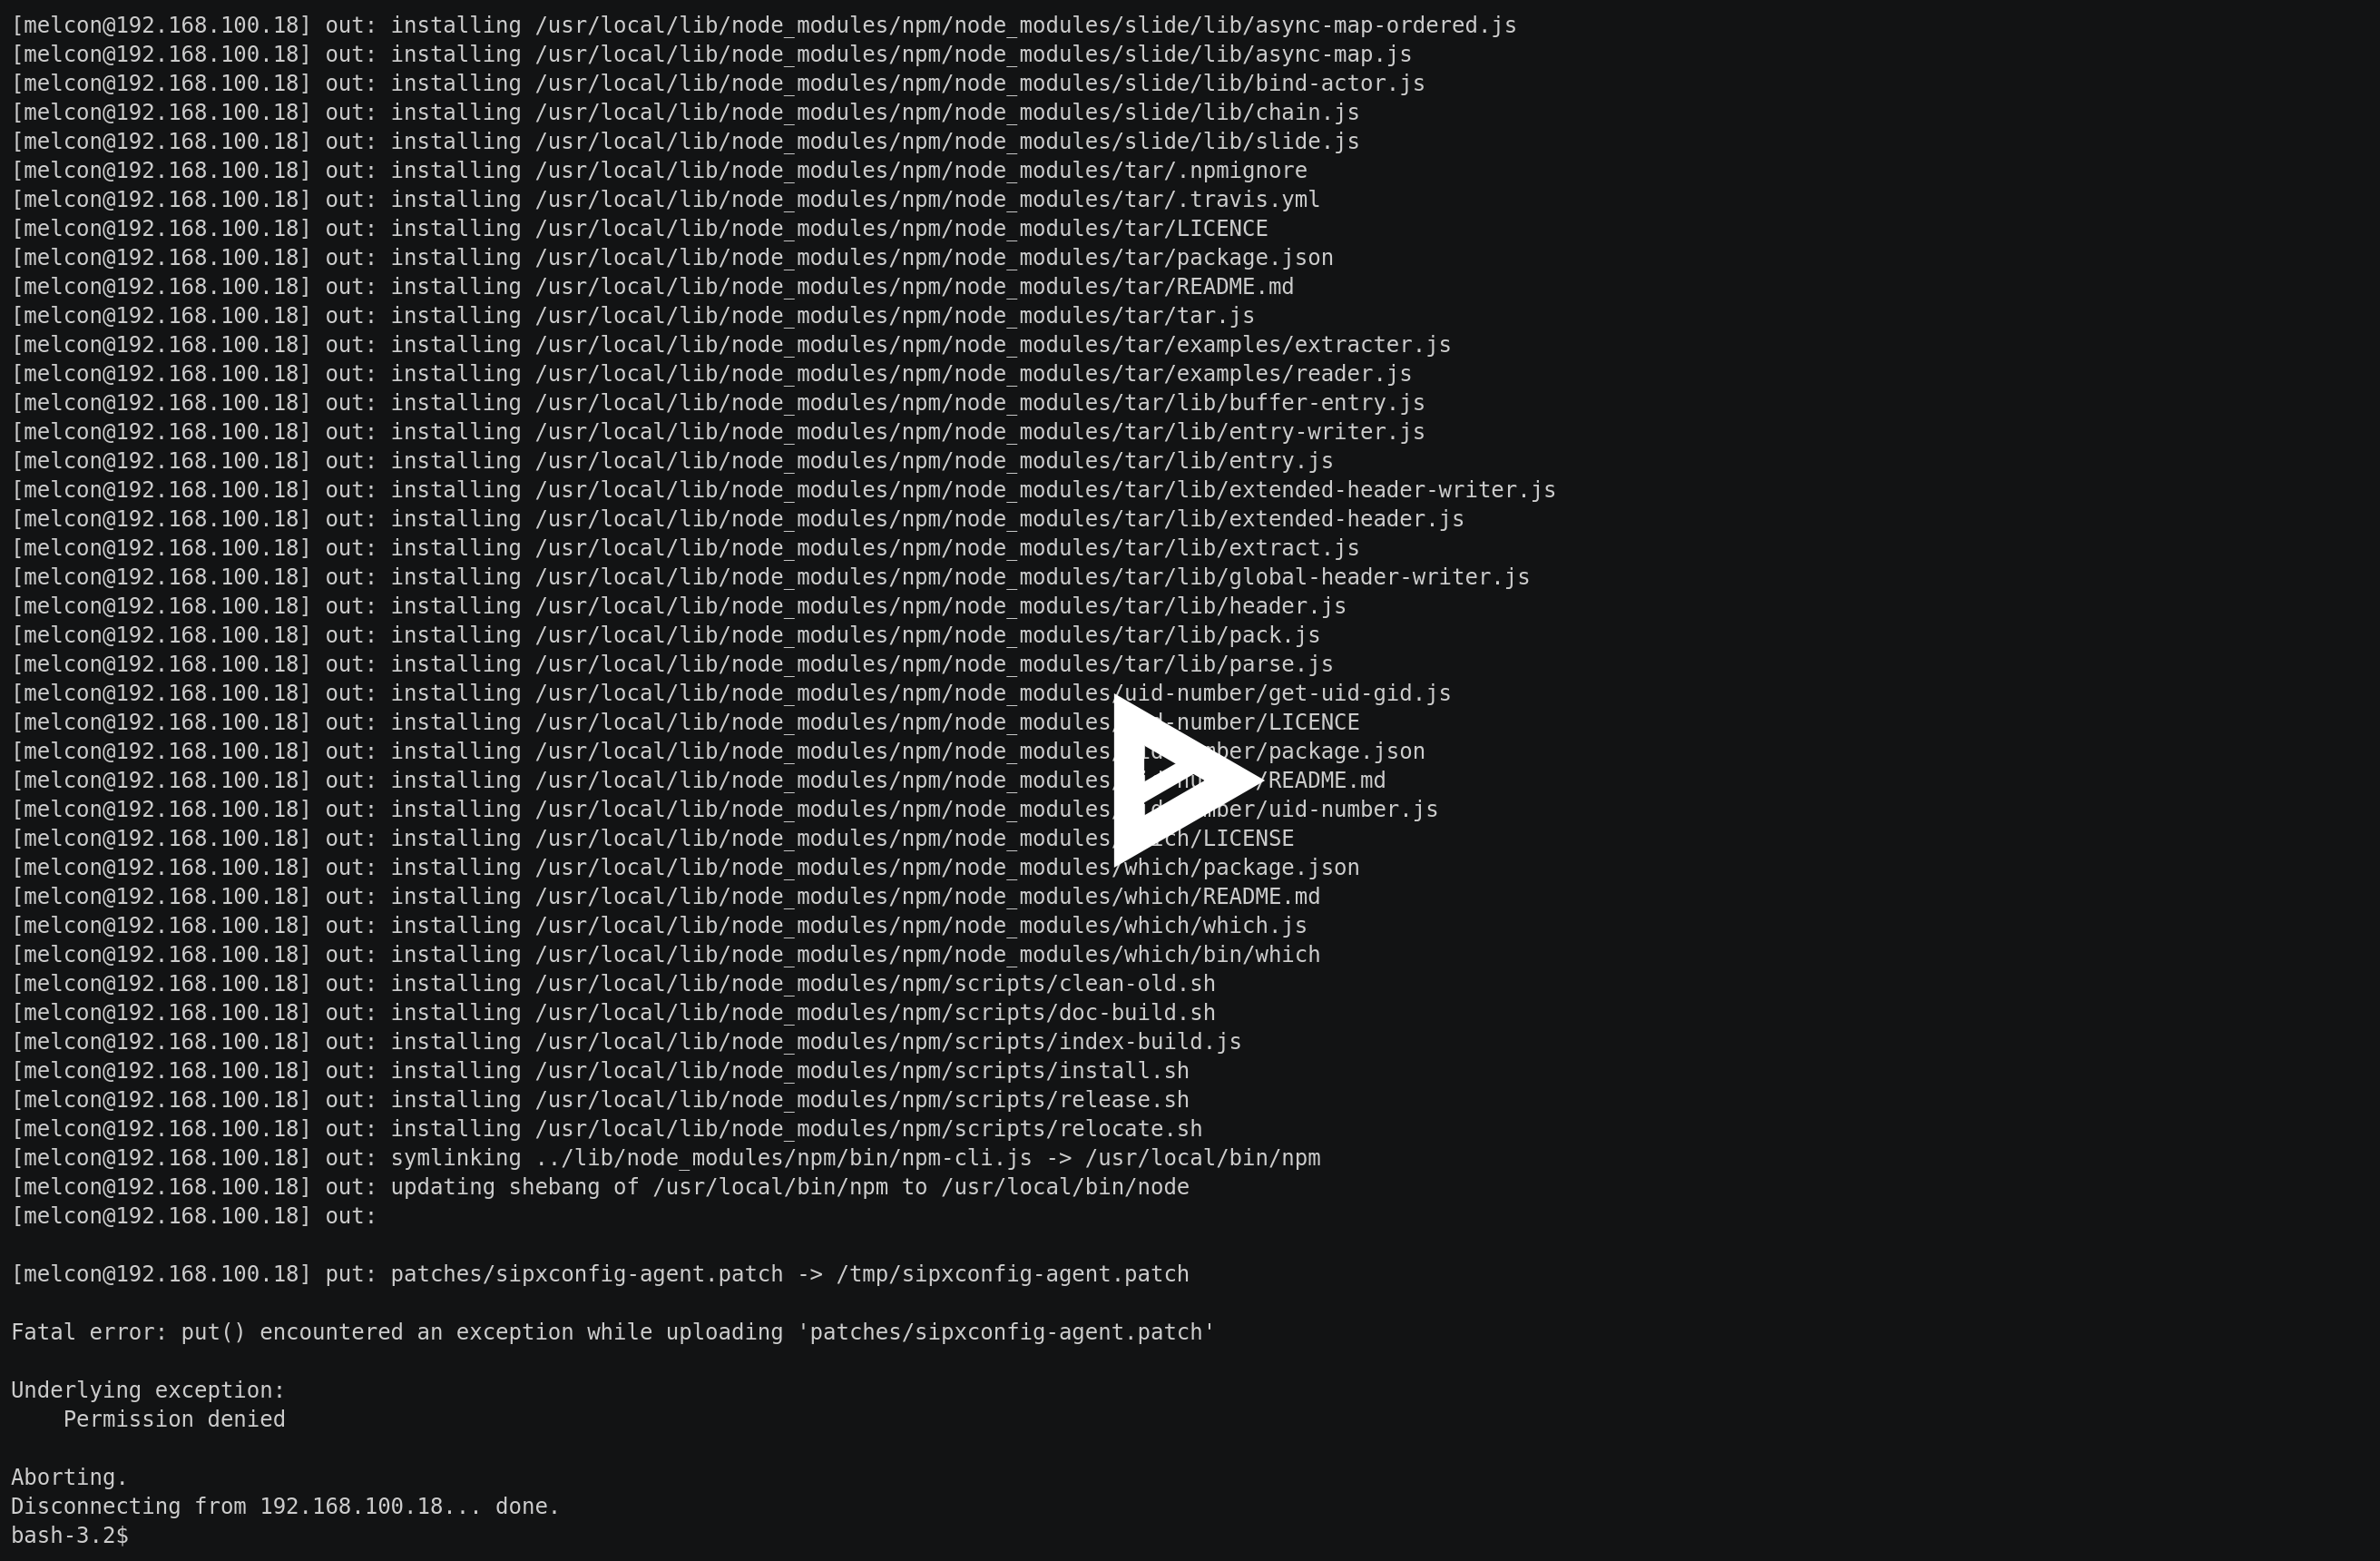 [melcon@192.168.100.18] out: installing /usr/local/lib/node_modules/npm/node_modules/slide/lib/async-map-ordered.js
[melcon@192.168.100.18] out: installing /usr/local/lib/node_modules/npm/node_modules/slide/lib/async-map.js
[melcon@192.168.100.18] out: installing /usr/local/lib/node_modules/npm/node_modules/slide/lib/bind-actor.js
[melcon@192.168.100.18] out: installing /usr/local/lib/node_modules/npm/node_modules/slide/lib/chain.js
[melcon@192.168.100.18] out: installing /usr/local/lib/node_modules/npm/node_modules/slide/lib/slide.js
[melcon@192.168.100.18] out: installing /usr/local/lib/node_modules/npm/node_modules/tar/.npmignore
[melcon@192.168.100.18] out: installing /usr/local/lib/node_modules/npm/node_modules/tar/.travis.yml
[melcon@192.168.100.18] out: installing /usr/local/lib/node_modules/npm/node_modules/tar/LICENCE
[melcon@192.168.100.18] out: installing /usr/local/lib/node_modules/npm/node_modules/tar/package.json
[melcon@192.168.100.18] out: installing /usr/local/lib/node_modules/npm/node_modules/tar/README.md
[melcon@192.168.100.18] out: installing /usr/local/lib/node_modules/npm/node_modules/tar/tar.js
[melcon@192.168.100.18] out: installing /usr/local/lib/node_modules/npm/node_modules/tar/examples/extracter.js
[melcon@192.168.100.18] out: installing /usr/local/lib/node_modules/npm/node_modules/tar/examples/reader.js
[melcon@192.168.100.18] out: installing /usr/local/lib/node_modules/npm/node_modules/tar/lib/buffer-entry.js
[melcon@192.168.100.18] out: installing /usr/local/lib/node_modules/npm/node_modules/tar/lib/entry-writer.js
[melcon@192.168.100.18] out: installing /usr/local/lib/node_modules/npm/node_modules/tar/lib/entry.js
[melcon@192.168.100.18] out: installing /usr/local/lib/node_modules/npm/node_modules/tar/lib/extended-header-writer.js
[melcon@192.168.100.18] out: installing /usr/local/lib/node_modules/npm/node_modules/tar/lib/extended-header.js
[melcon@192.168.100.18] out: installing /usr/local/lib/node_modules/npm/node_modules/tar/lib/extract.js
[melcon@192.168.100.18] out: installing /usr/local/lib/node_modules/npm/node_modules/tar/lib/global-header-writer.js
[melcon@192.168.100.18] out: installing /usr/local/lib/node_modules/npm/node_modules/tar/lib/header.js
[melcon@192.168.100.18] out: installing /usr/local/lib/node_modules/npm/node_modules/tar/lib/pack.js
[melcon@192.168.100.18] out: installing /usr/local/lib/node_modules/npm/node_modules/tar/lib/parse.js
[melcon@192.168.100.18] out: installing /usr/local/lib/node_modules/npm/node_modules/uid-number/get-uid-gid.js
[melcon@192.168.100.18] out: installing /usr/local/lib/node_modules/npm/node_modules/uid-number/LICENCE
[melcon@192.168.100.18] out: installing /usr/local/lib/node_modules/npm/node_modules/uid-number/package.json
[melcon@192.168.100.18] out: installing /usr/local/lib/node_modules/npm/node_modules/uid-number/README.md
[melcon@192.168.100.18] out: installing /usr/local/lib/node_modules/npm/node_modules/uid-number/uid-number.js
[melcon@192.168.100.18] out: installing /usr/local/lib/node_modules/npm/node_modules/which/LICENSE
[melcon@192.168.100.18] out: installing /usr/local/lib/node_modules/npm/node_modules/which/package.json
[melcon@192.168.100.18] out: installing /usr/local/lib/node_modules/npm/node_modules/which/README.md
[melcon@192.168.100.18] out: installing /usr/local/lib/node_modules/npm/node_modules/which/which.js
[melcon@192.168.100.18] out: installing /usr/local/lib/node_modules/npm/node_modules/which/bin/which
[melcon@192.168.100.18] out: installing /usr/local/lib/node_modules/npm/scripts/clean-old.sh
[melcon@192.168.100.18] out: installing /usr/local/lib/node_modules/npm/scripts/doc-build.sh
[melcon@192.168.100.18] out: installing /usr/local/lib/node_modules/npm/scripts/index-build.js
[melcon@192.168.100.18] out: installing /usr/local/lib/node_modules/npm/scripts/install.sh
[melcon@192.168.100.18] out: installing /usr/local/lib/node_modules/npm/scripts/release.sh
[melcon@192.168.100.18] out: installing /usr/local/lib/node_modules/npm/scripts/relocate.sh
[melcon@192.168.100.18] out: symlinking ../lib/node_modules/npm/bin/npm-cli.js -> /usr/local/bin/npm
[melcon@192.168.100.18] out: updating shebang of /usr/local/bin/npm to /usr/local/bin/node
[melcon@192.168.100.18] out:
[melcon@192.168.100.18] put: patches/sipxconfig-agent.patch -> /tmp/sipxconfig-agent.patch
Fatal error: put() encountered an exception while uploading 'patches/sipxconfig-agent.patch'
Underlying exception:
    Permission denied
Aborting.
Disconnecting from 192.168.100.18... done.
bash-3.2$